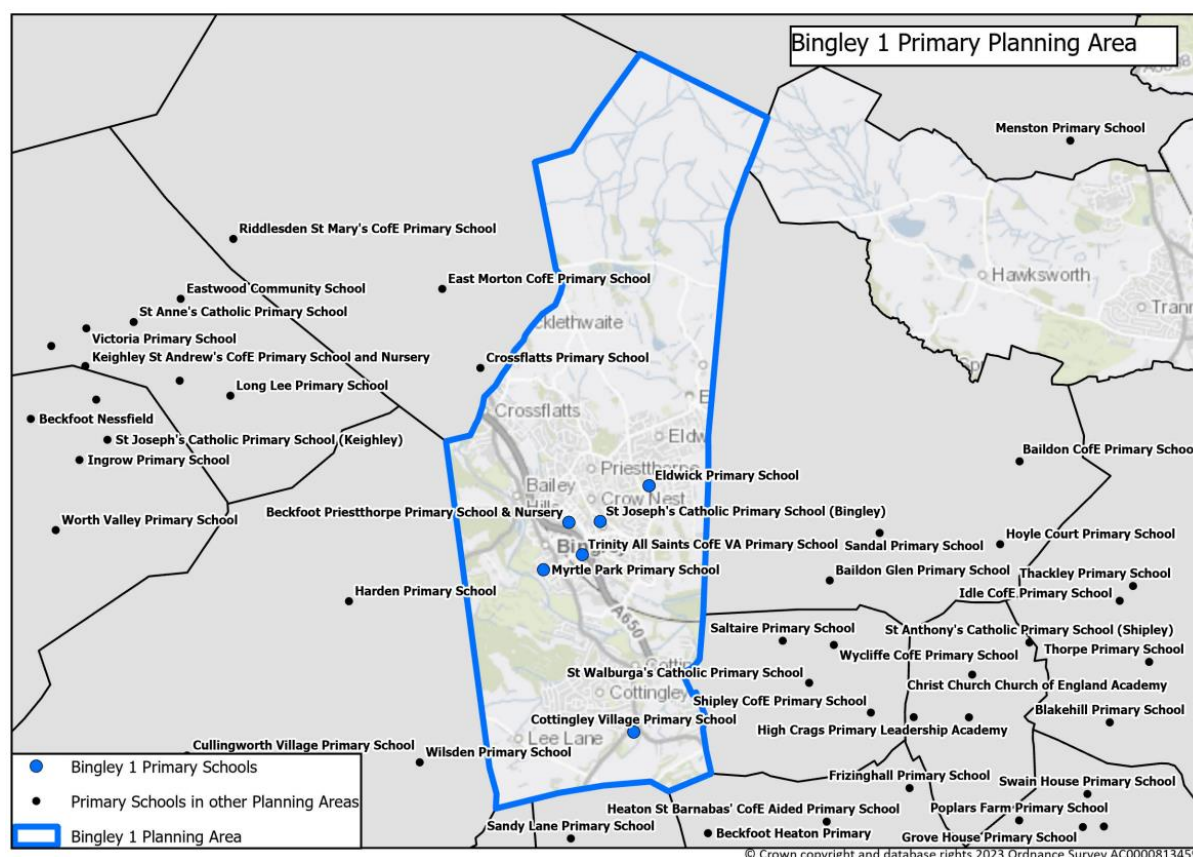 Bingley 1 Primary Planning Area
Menston Primary School
Riddlesden St Mary's CofE Primary School
Hawksworth
East Morton CofE Primary School
Eastwood Community School
St Anne's Catholic Primary School
Tranm
Victoria Primary School
cklethwaite
Keighley St Andrew's CofE Primary School and Nursery
Crossflatts Primary School
Long Lee Primary School
Crossflatts
Beckfoot Nessfield
St Joseph's Catholic Primary School (Keighley)
Eldw
Baildon CofE Primary School
Ingrow Primary School
Priestthorpe
Eldwick Primary School
Bailey
Hills
Crow Nest
Beckfoot Priestthorpe Primary School & Nursery
St Joseph's Catholic Primary School (Bingley)
Worth Valley Primary School
Bingley
Trinity All Saints CofE VA Primary School
Sandal Primary School
Hoyle Court Primary School
Myrtle Park Primary School
Baildon Glen Primary School
Thackley Primary School
Idle CofE Primary School
Harden Primary School
A650
Saltaire Primary School
St Anthony's Catholic Primary School (Shipley)
Wycliffe CofE Primary School
Thorpe Primary School
Cotting
St Walburga's Catholic Primary School
Christ Church Church of England Academy
Cottingley
Shipley CofE Primary School
Blakehill Primary School
Cottingley Village Primary School
High Crags Primary Leadership Academy
Lee Lane
Cullingworth Village Primary School
Wilsden Primary School
Frizinghall Primary School
Swain House Primary School
Heaton St Barnabas' CofE Aided Primary School
Poplars Farm Primary School
Sandy Lane Primary School
Beckfoot Heaton Primary
Grove House Primary School
Bingley 1 Primary Schools
Primary Schools in other Planning Areas
Bingley 1 Planning Area
© Crown copyright and database rights 2023 Ordnance Survey AC0000813459